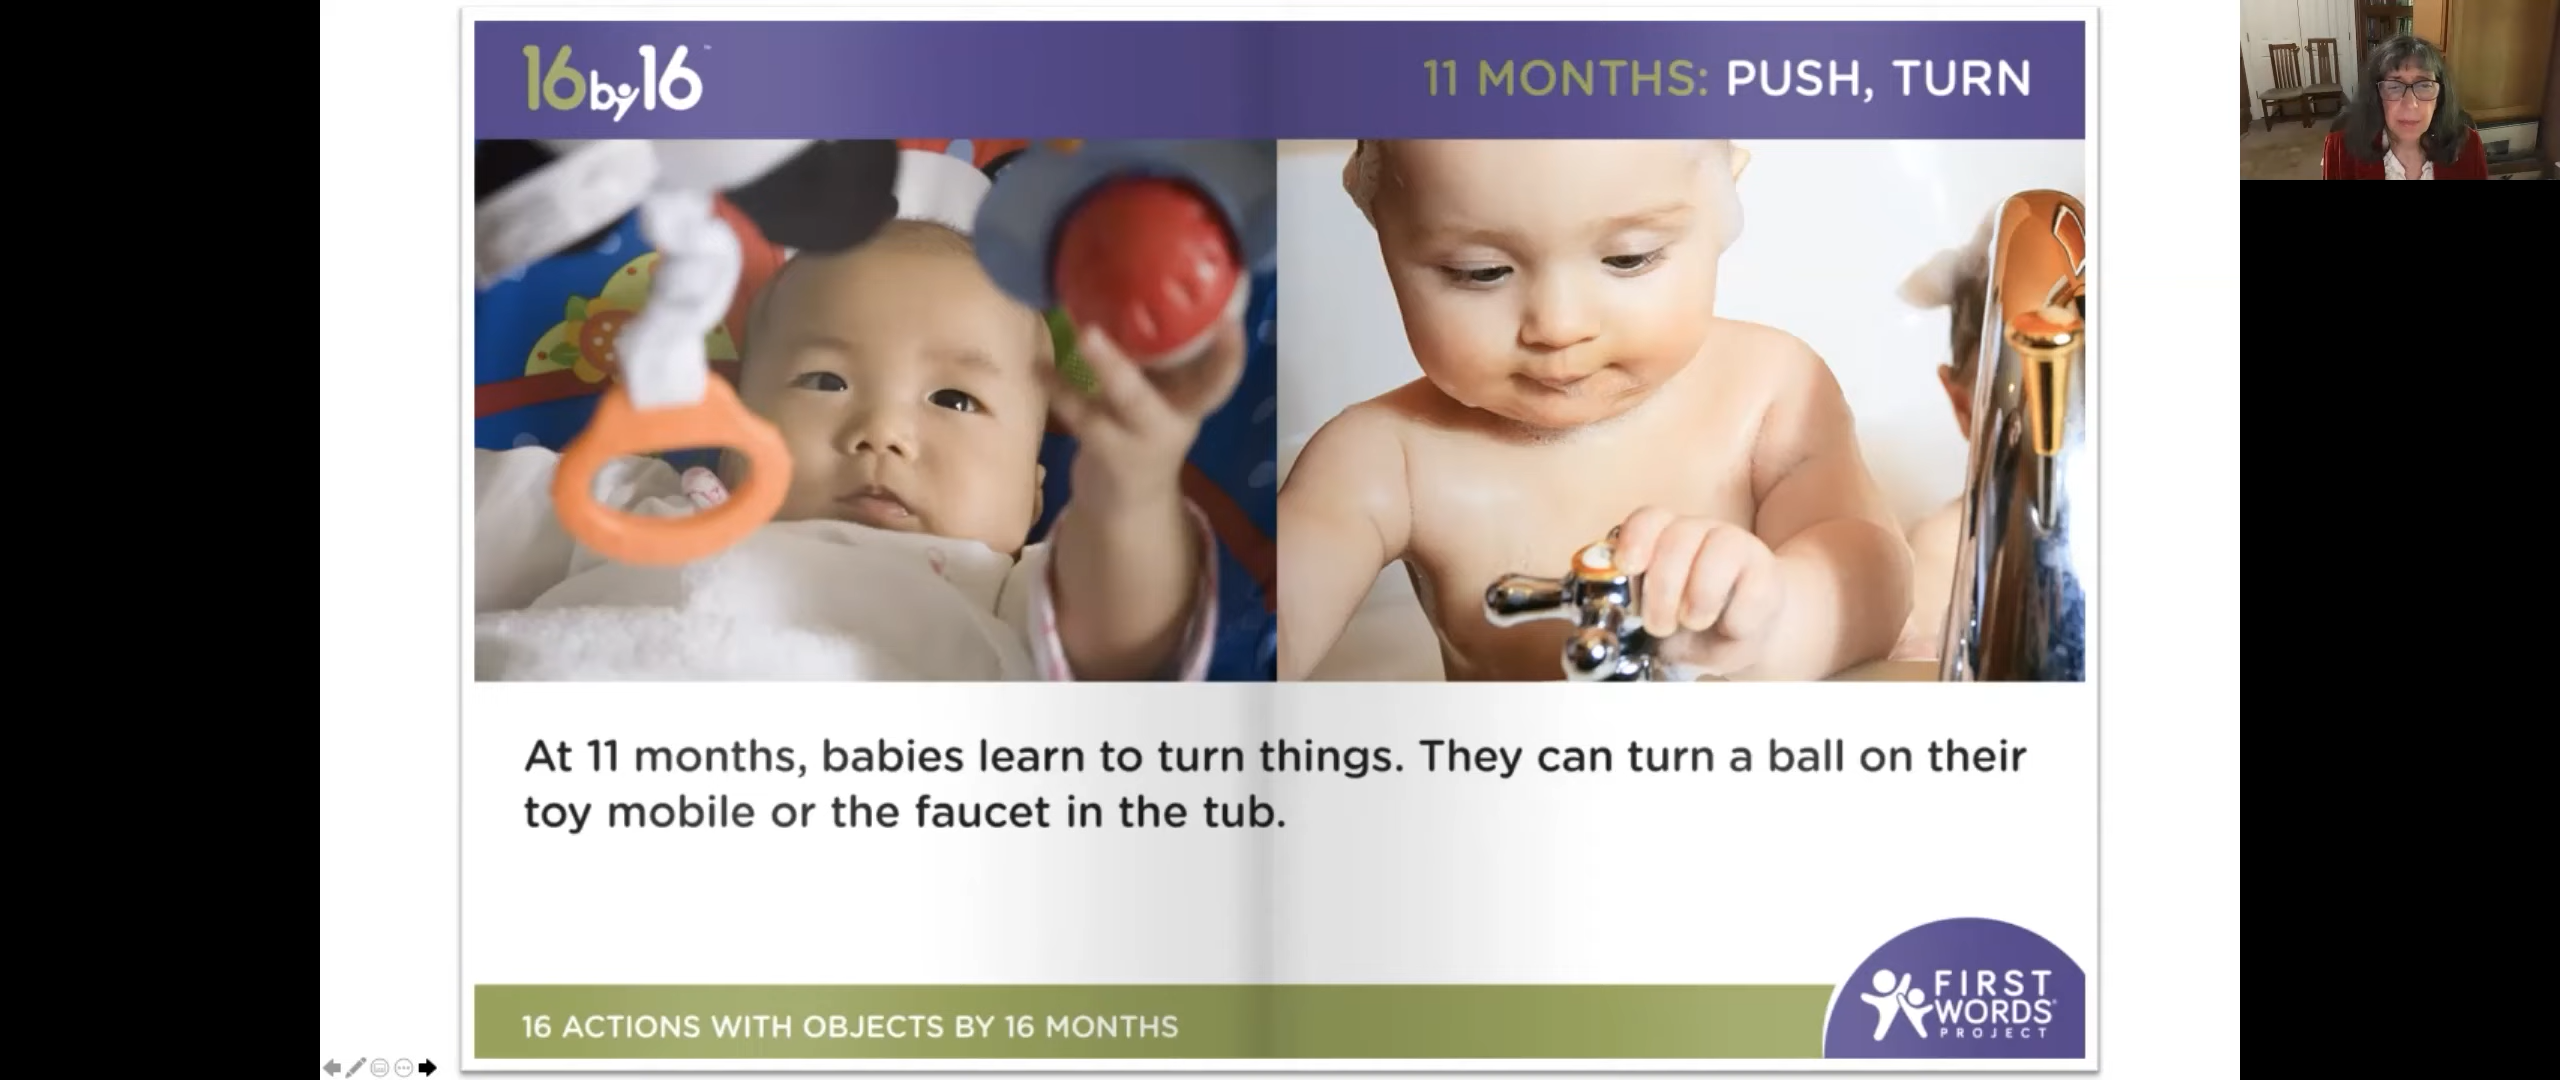 16by16™
11 MONTHS: PUSH, TURN
At 11 months, babies learn to turn things. They can turn a ball on their
toy mobile or the faucet in the tub.
16 ACTIONS WITH OBJECTS BY 16 MONTHS
FIRST
WORDS®
PROJECT